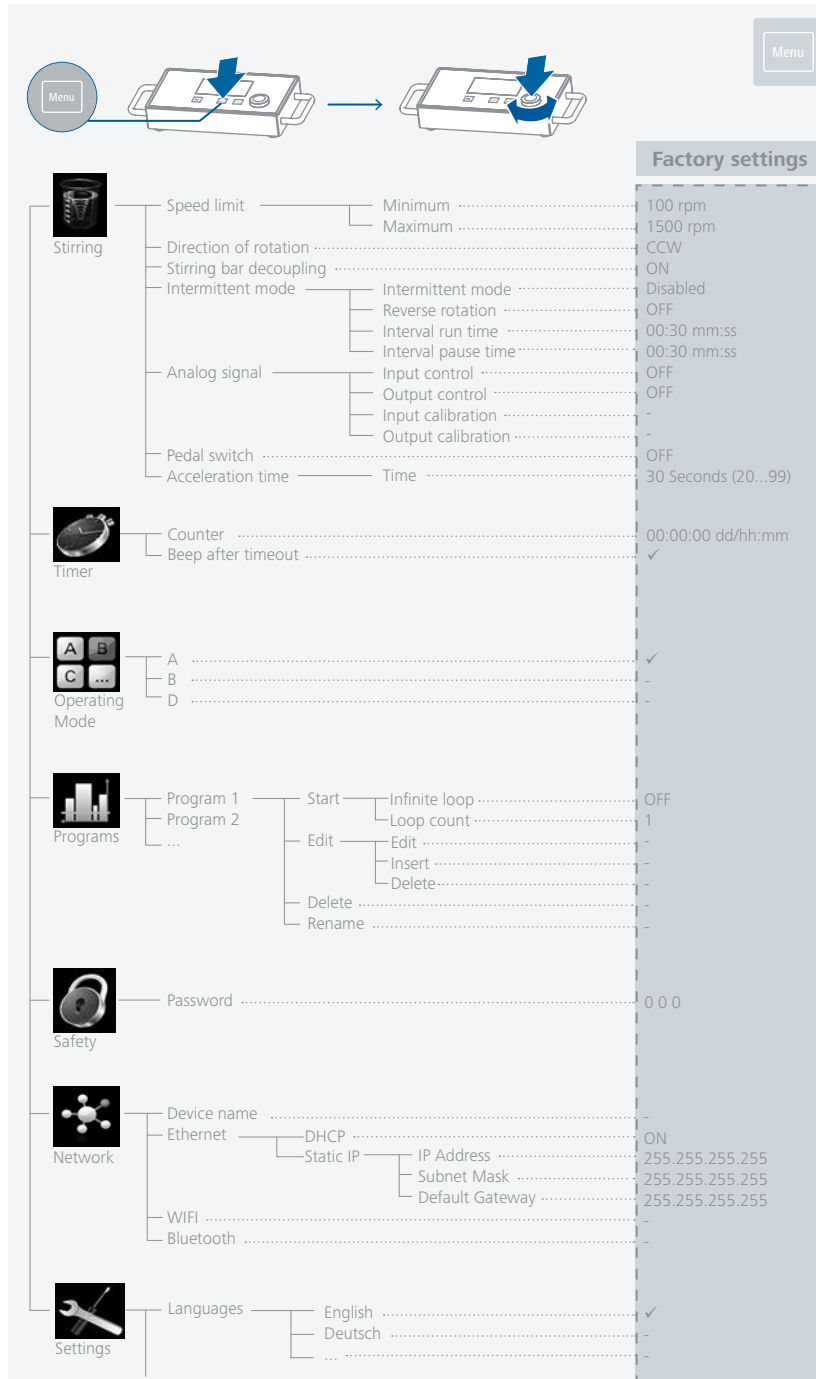 Menu
Menu
Factory settings
Stirring
Speed limit Minimum 100 rpm
Maximum 1500 rpm
Direction of rotation CCW
Stirring bar decoupling ON
Intermittent mode Intermittent mode Disabled
Reverse rotation OFF
Interval run time 00:30 mm:ss
Interval pause time 00:30 mm:ss
Analog signal Input control OFF
Output control OFF
Input calibration -
Output calibration -
Pedal switch OFF
Acceleration time Time 30 Seconds (20...99)
Timer
Counter 00:00:00 dd/hh:mm
Beep after timeout ✓
A B
C ...
Operating
Mode
A ✓
B -
D -
Programs
Program 1 Start Infinite loop OFF
Program 2 Loop count 1
... Edit Edit -
Insert -
Delete -
Delete -
Rename -
Safety
Password 0 0 0
Network
Device name -
Ethernet DHCP ON
Static IP IP Address 255.255.255.255
Subnet Mask 255.255.255.255
Default Gateway 255.255.255.255
WIFI -
Bluetooth -
Settings
Languages English ✓
Deutsch -
... -